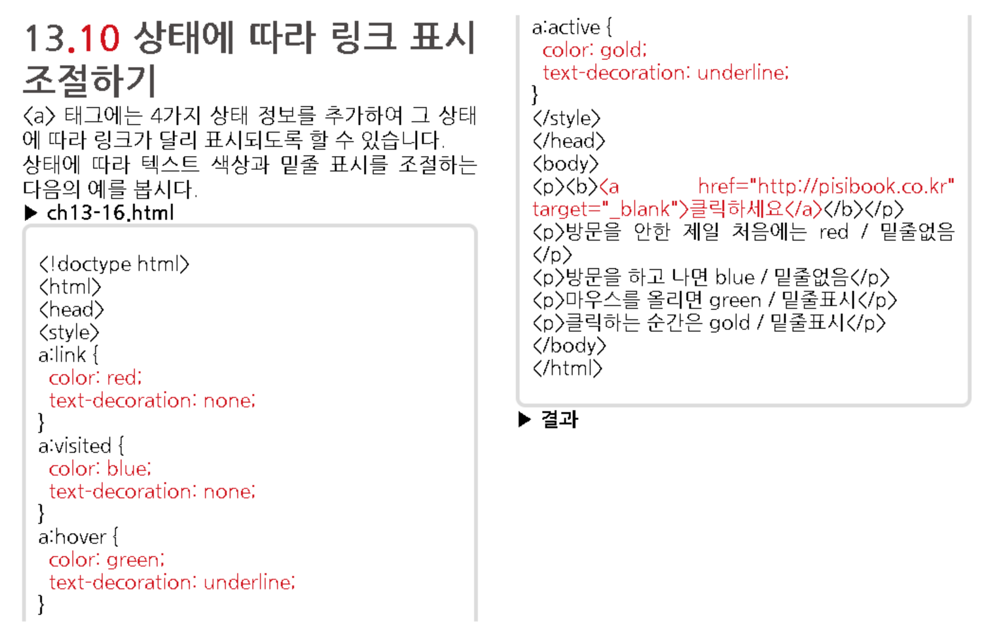 13.10 상태에 따라 링크 표시
조절하기
<a> 태그에는 4가지 상태 정보를 추가하여 그 상태
에 따라 링크가 달리 표시되도록 할 수 있습니다.
상태에 따라 텍스트 색상과 밑줄 표시를 조절하는
다음의 예를 봅시다.
▶ ch13-16.html
<!doctype html>
<html>
<head>
<style>
a:link {
color: red;
text-decoration: none;
}
a:visited {
color: blue;
text-decoration: none;
}
a:hover {
color: green;
text-decoration: underline;
}
a:active {
color: gold;
text-decoration: underline;
}
</style>
</head>
<body>
<p><b><a href="http://pisibook.co.kr"
target="_blank">클릭하세요</a></b></p>
<p>방문을 안한 제일 처음에는 red / 밑줄없음
</p>
<p>방문을 하고 나면 blue / 밑줄없음</p>
<p>마우스를 올리면 green / 밑줄표시</p>
<p>클릭하는 순간은 gold / 밑줄표시</p>
</body>
</html>
▶ 결과